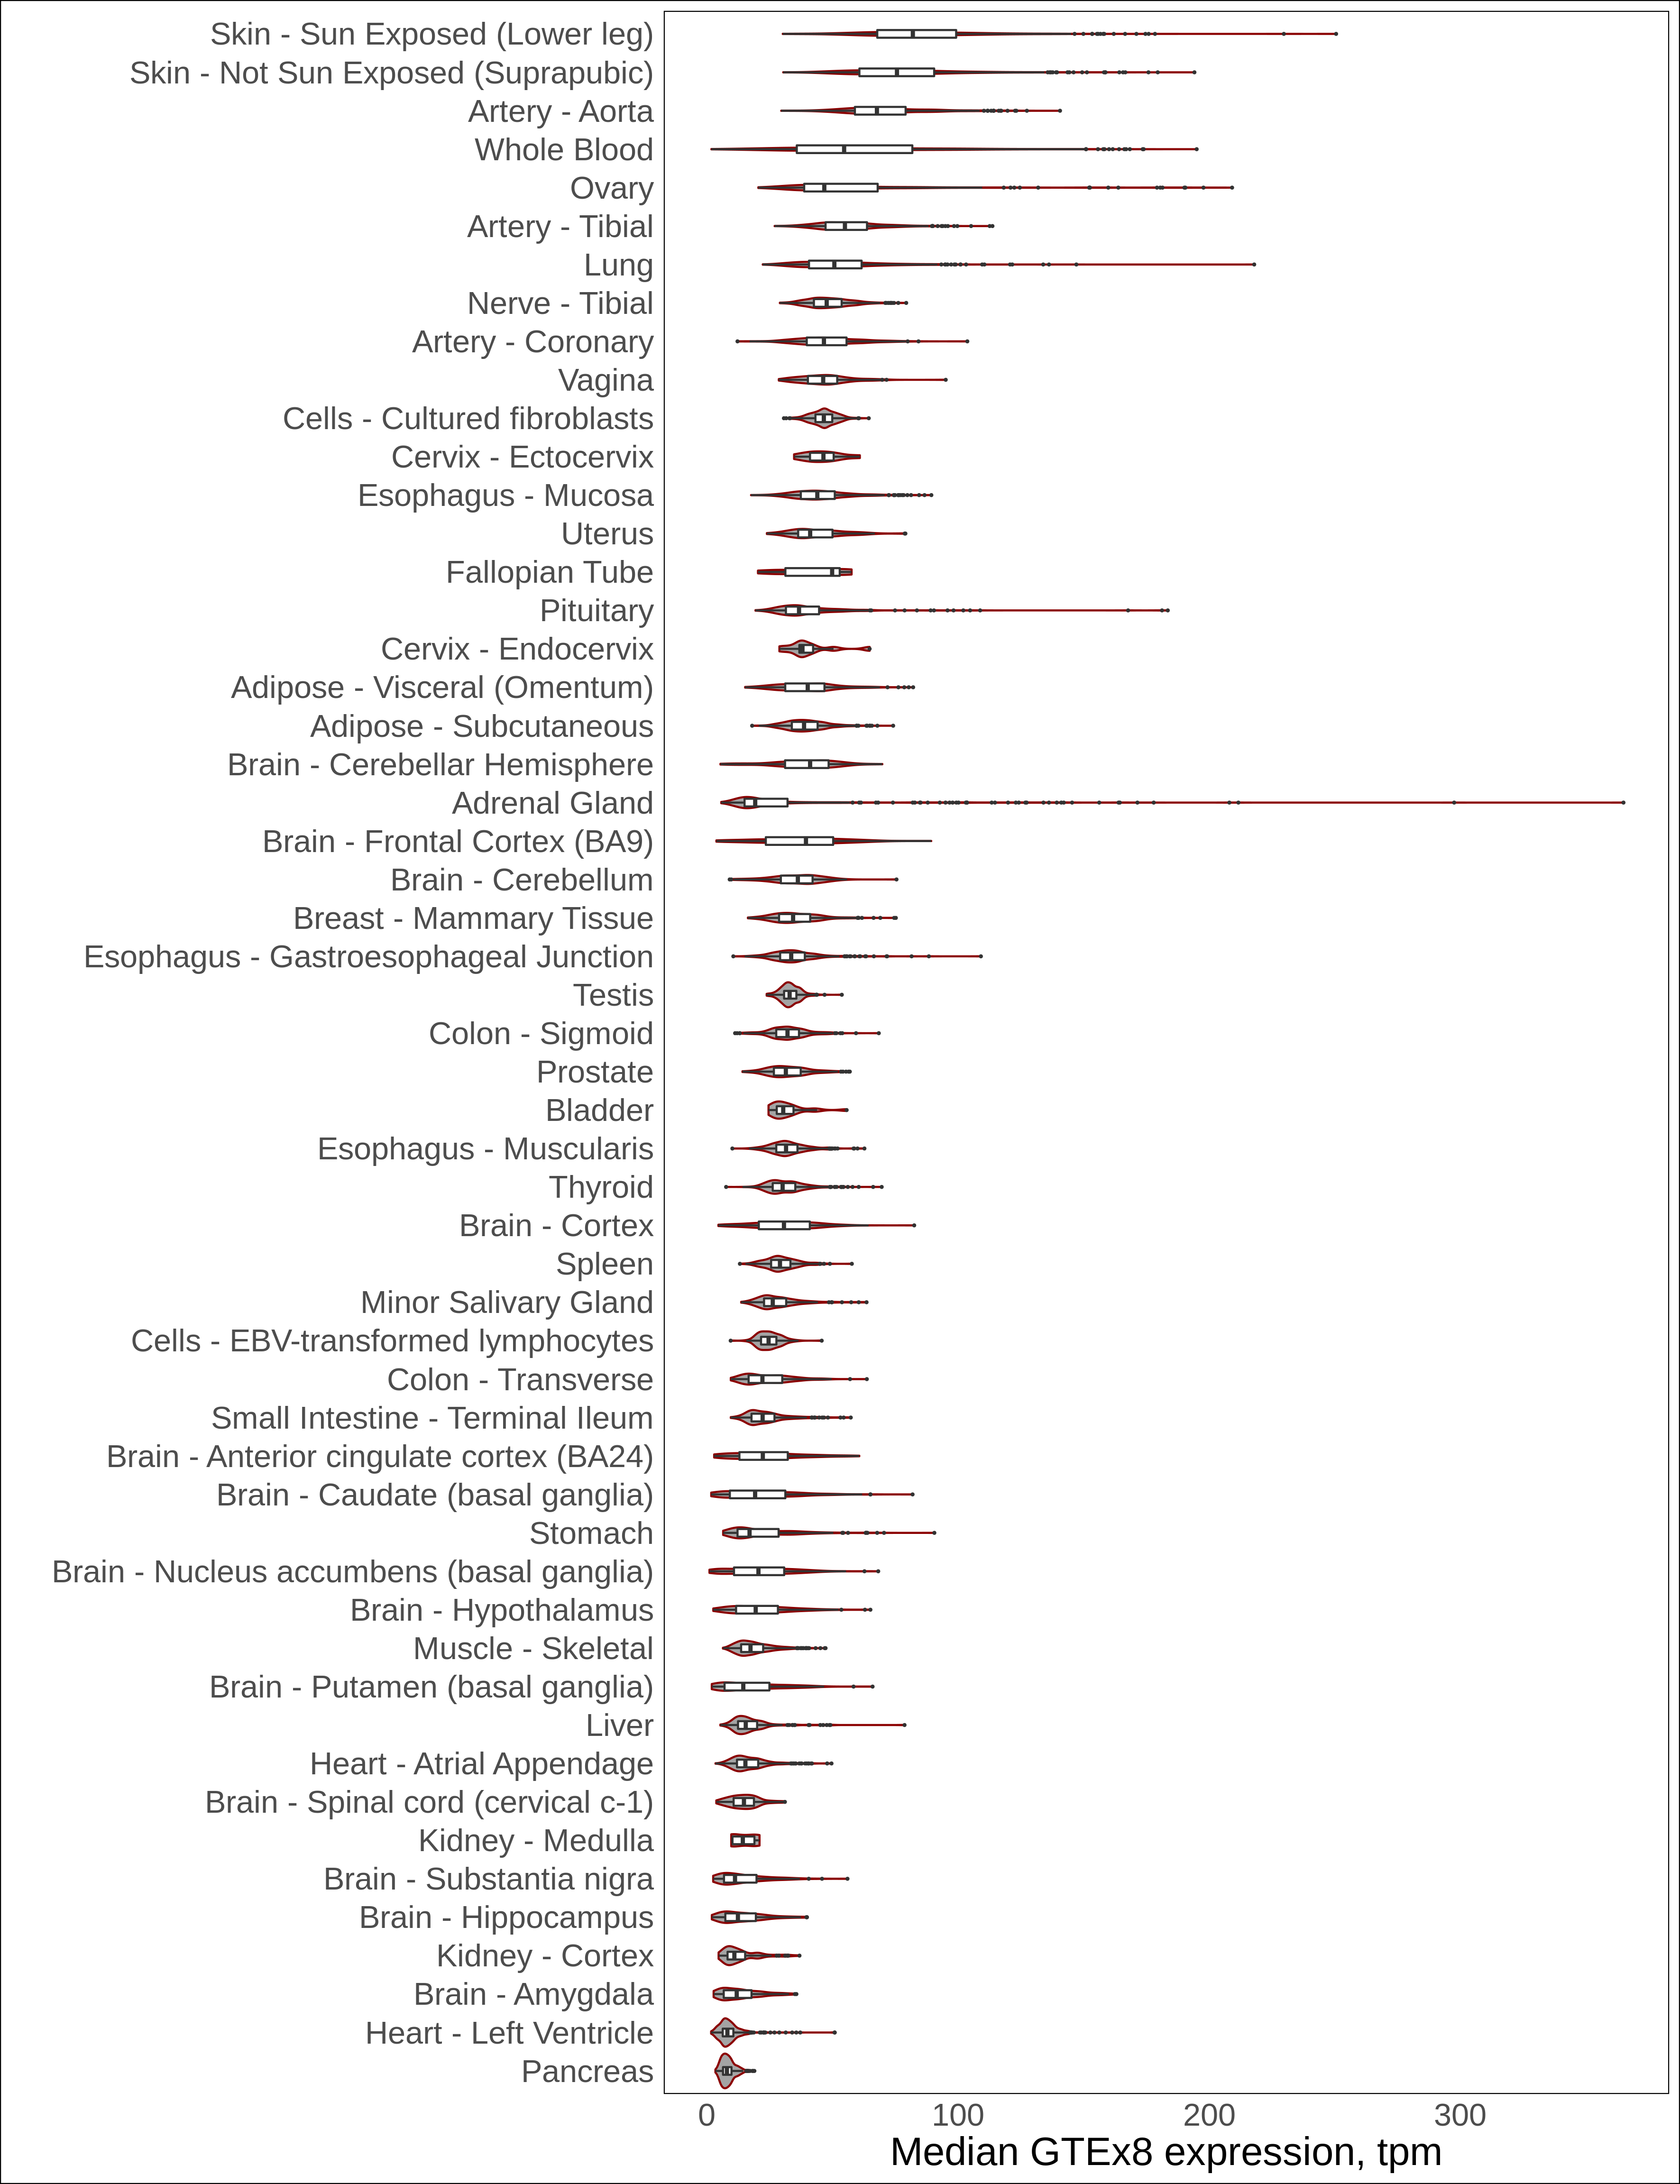 Skin - Sun Exposed (Lower leg)
Skin - Not Sun Exposed (Suprapubic)
Artery - Aorta
Whole Blood
Ovary
Artery - Tibial
Lung
Nerve - Tibial
Artery - Coronary
Vagina
Cells - Cultured fibroblasts
Cervix - Ectocervix
Esophagus - Mucosa
Uterus
Fallopian Tube
Pituitary
Cervix - Endocervix
Adipose - Visceral (Omentum)
Adipose - Subcutaneous
Brain - Cerebellar Hemisphere
Adrenal Gland
Brain - Frontal Cortex (BA9)
Brain - Cerebellum
Breast - Mammary Tissue
Esophagus - Gastroesophageal Junction
Testis
Colon - Sigmoid
Prostate
Bladder
Esophagus - Muscularis
Thyroid
Brain - Cortex
Spleen
Minor Salivary Gland
Cells - EBV-transformed lymphocytes
Colon - Transverse
Small Intestine - Terminal Ileum
Brain - Anterior cingulate cortex (BA24)
Brain - Caudate (basal ganglia)
Stomach
Brain - Nucleus accumbens (basal ganglia)
Brain - Hypothalamus
Muscle - Skeletal
Brain - Putamen (basal ganglia)
Liver
Heart - Atrial Appendage
Brain - Spinal cord (cervical c-1)
Kidney - Medulla
Brain - Substantia nigra
Brain - Hippocampus
Kidney - Cortex
Brain - Amygdala
Heart - Left Ventricle
Pancreas
0 100 200 300
Median GTEx8 expression, tpm